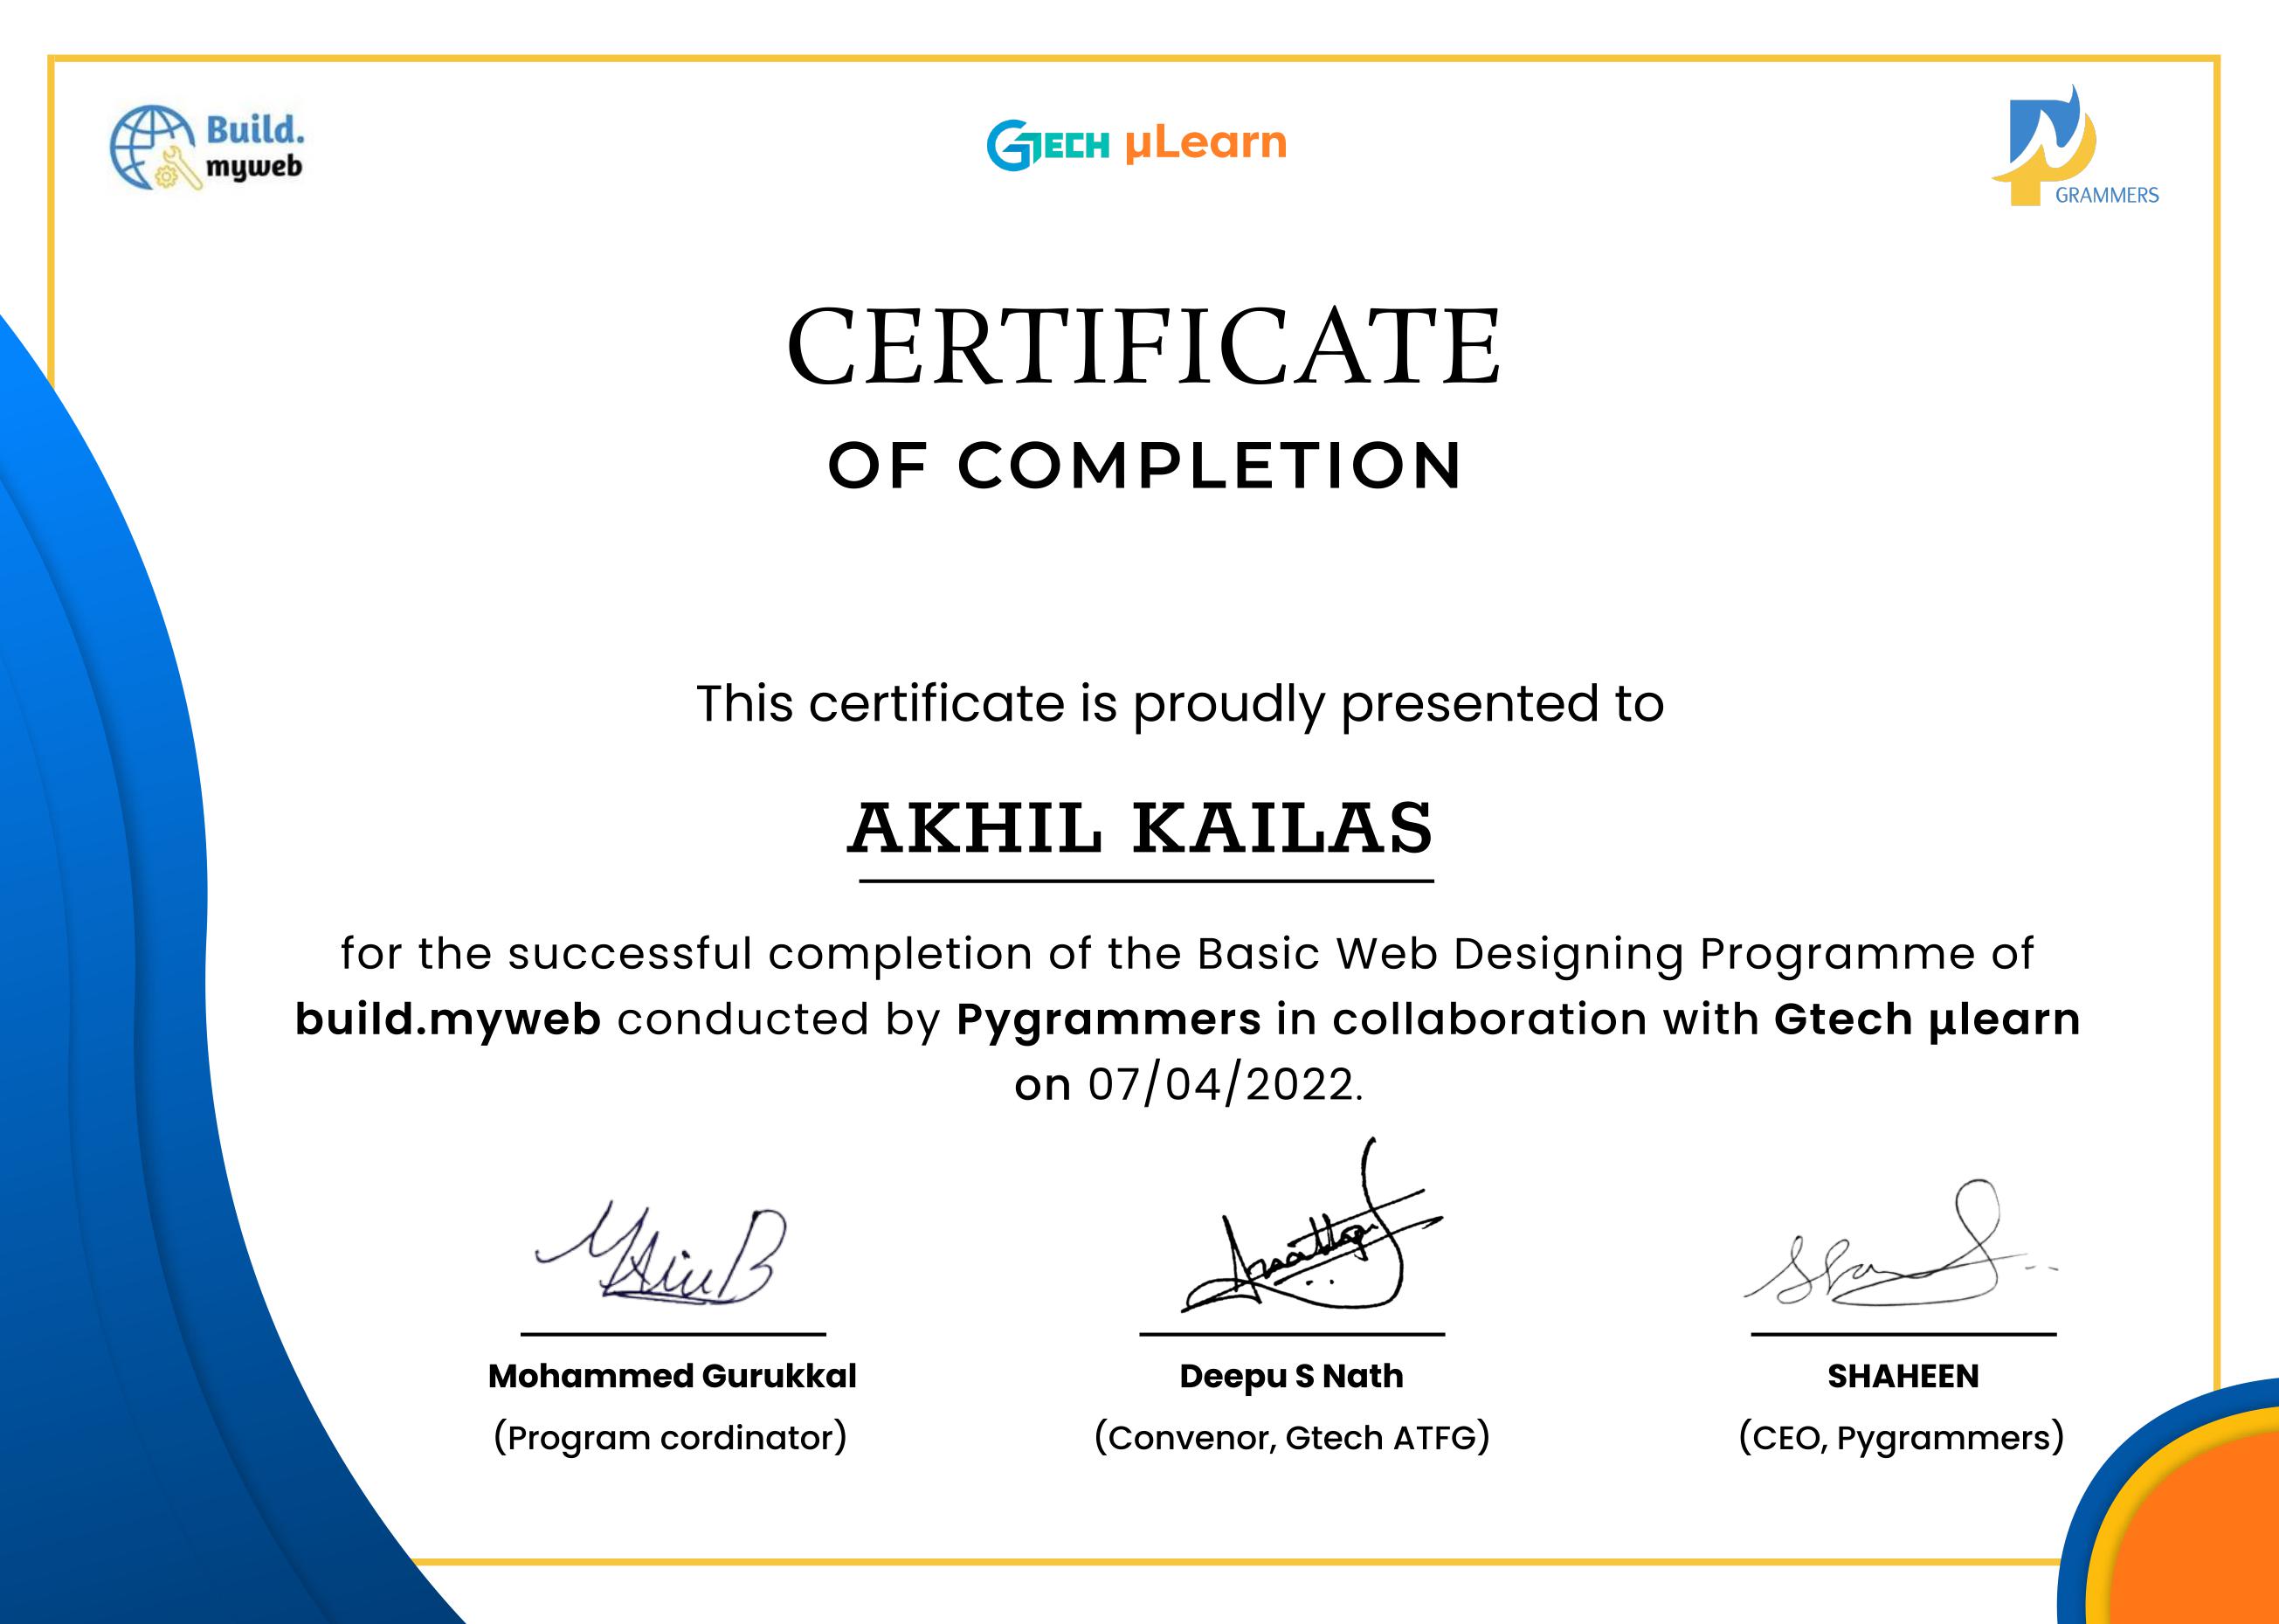 Build.
myweb
GTECH µLearn
GRAMMERS
CERTIFICATE
OF COMPLETION
This certificate is proudly presented to
AKHIL KAILAS
for the successful completion of the Basic Web Designing Programme of
build.myweb conducted by Pygrammers in collaboration with Gtech µlearn
on 07/04/2022.
Mohammed Gurukkal
(Program cordinator)
Deepu S Nath
(Convenor, Gtech ATFG)
SHAHEEN
(CEO, Pygrammers)